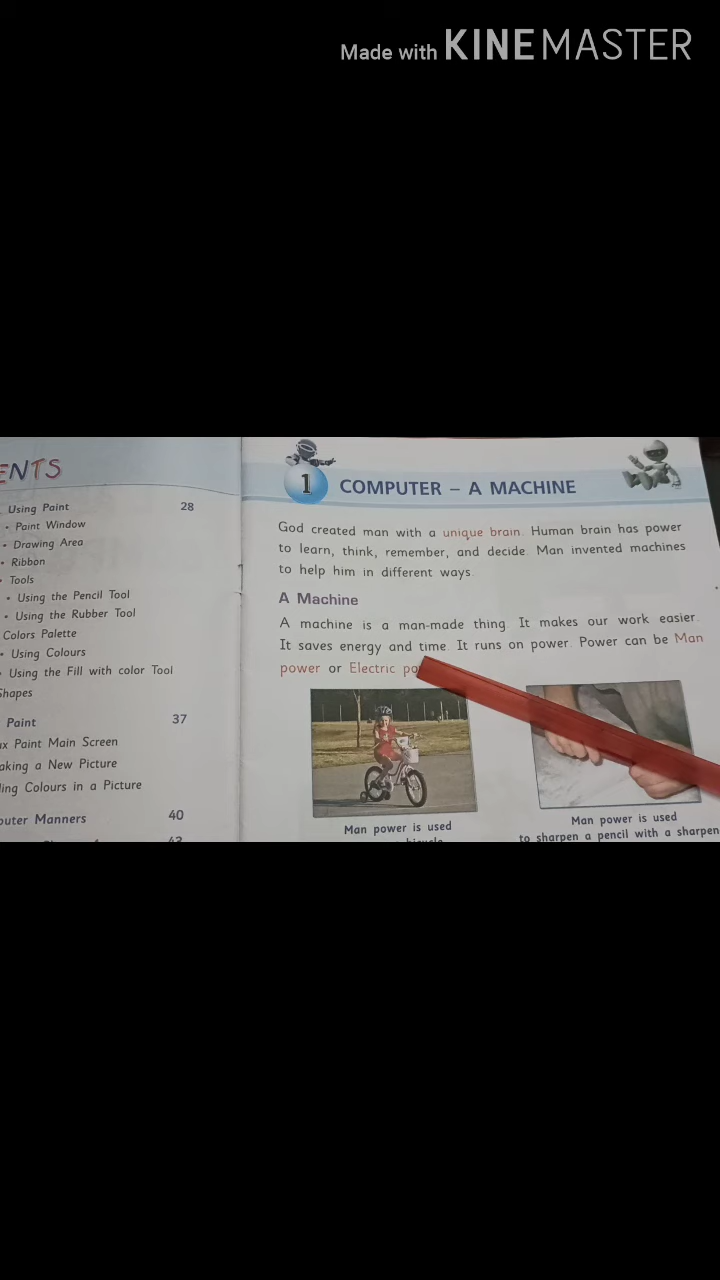 Made with KINEMASTER
ENTS
Using Paint 28
• Paint Window
• Drawing Area
• Ribbon
• Tools
• Using the Pencil Tool
• Using the Rubber Tool
Colors Palette
• Using Colours
• Using the Fill with color Tool
Shapes
Paint 37
ux Paint Main Screen
aking a New Picture
ling Colours in a Picture
outer Manners 40
1 COMPUTER – A MACHINE
God created man with a unique brain. Human brain has power
to learn, think, remember, and decide. Man invented machines
to help him in different ways.
A Machine
A machine is a man-made thing. It makes our work easier.
It saves energy and time. It runs on power. Power can be Man
power or Electric po
Man power is used
Man power is used
to sharpen a pencil with a sharpen